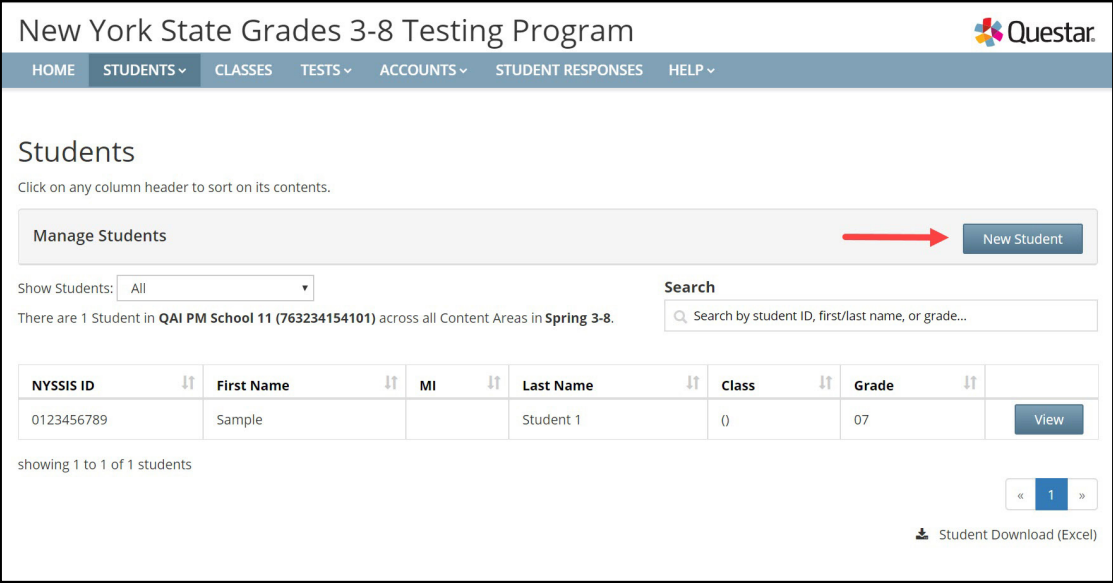 New York State Grades 3-8 Testing Program
Questar.
HOME STUDENTS CLASSES TESTS ACCOUNTS STUDENT RESPONSES HELP
Students
Click on any column header to sort on its contents.
Manage Students
New Student
Show Students: All
Search
There are 1 Student in QAI PM School 11 (763234154101) across all Content Areas in Spring 3-8.
Search by student ID, first/last name, or grade...
NYSSIS ID First Name MI Last Name Class Grade
0123456789 Sample Student 1 () 07 View
showing 1 to 1 of 1 students
« 1 »
Student Download (Excel)